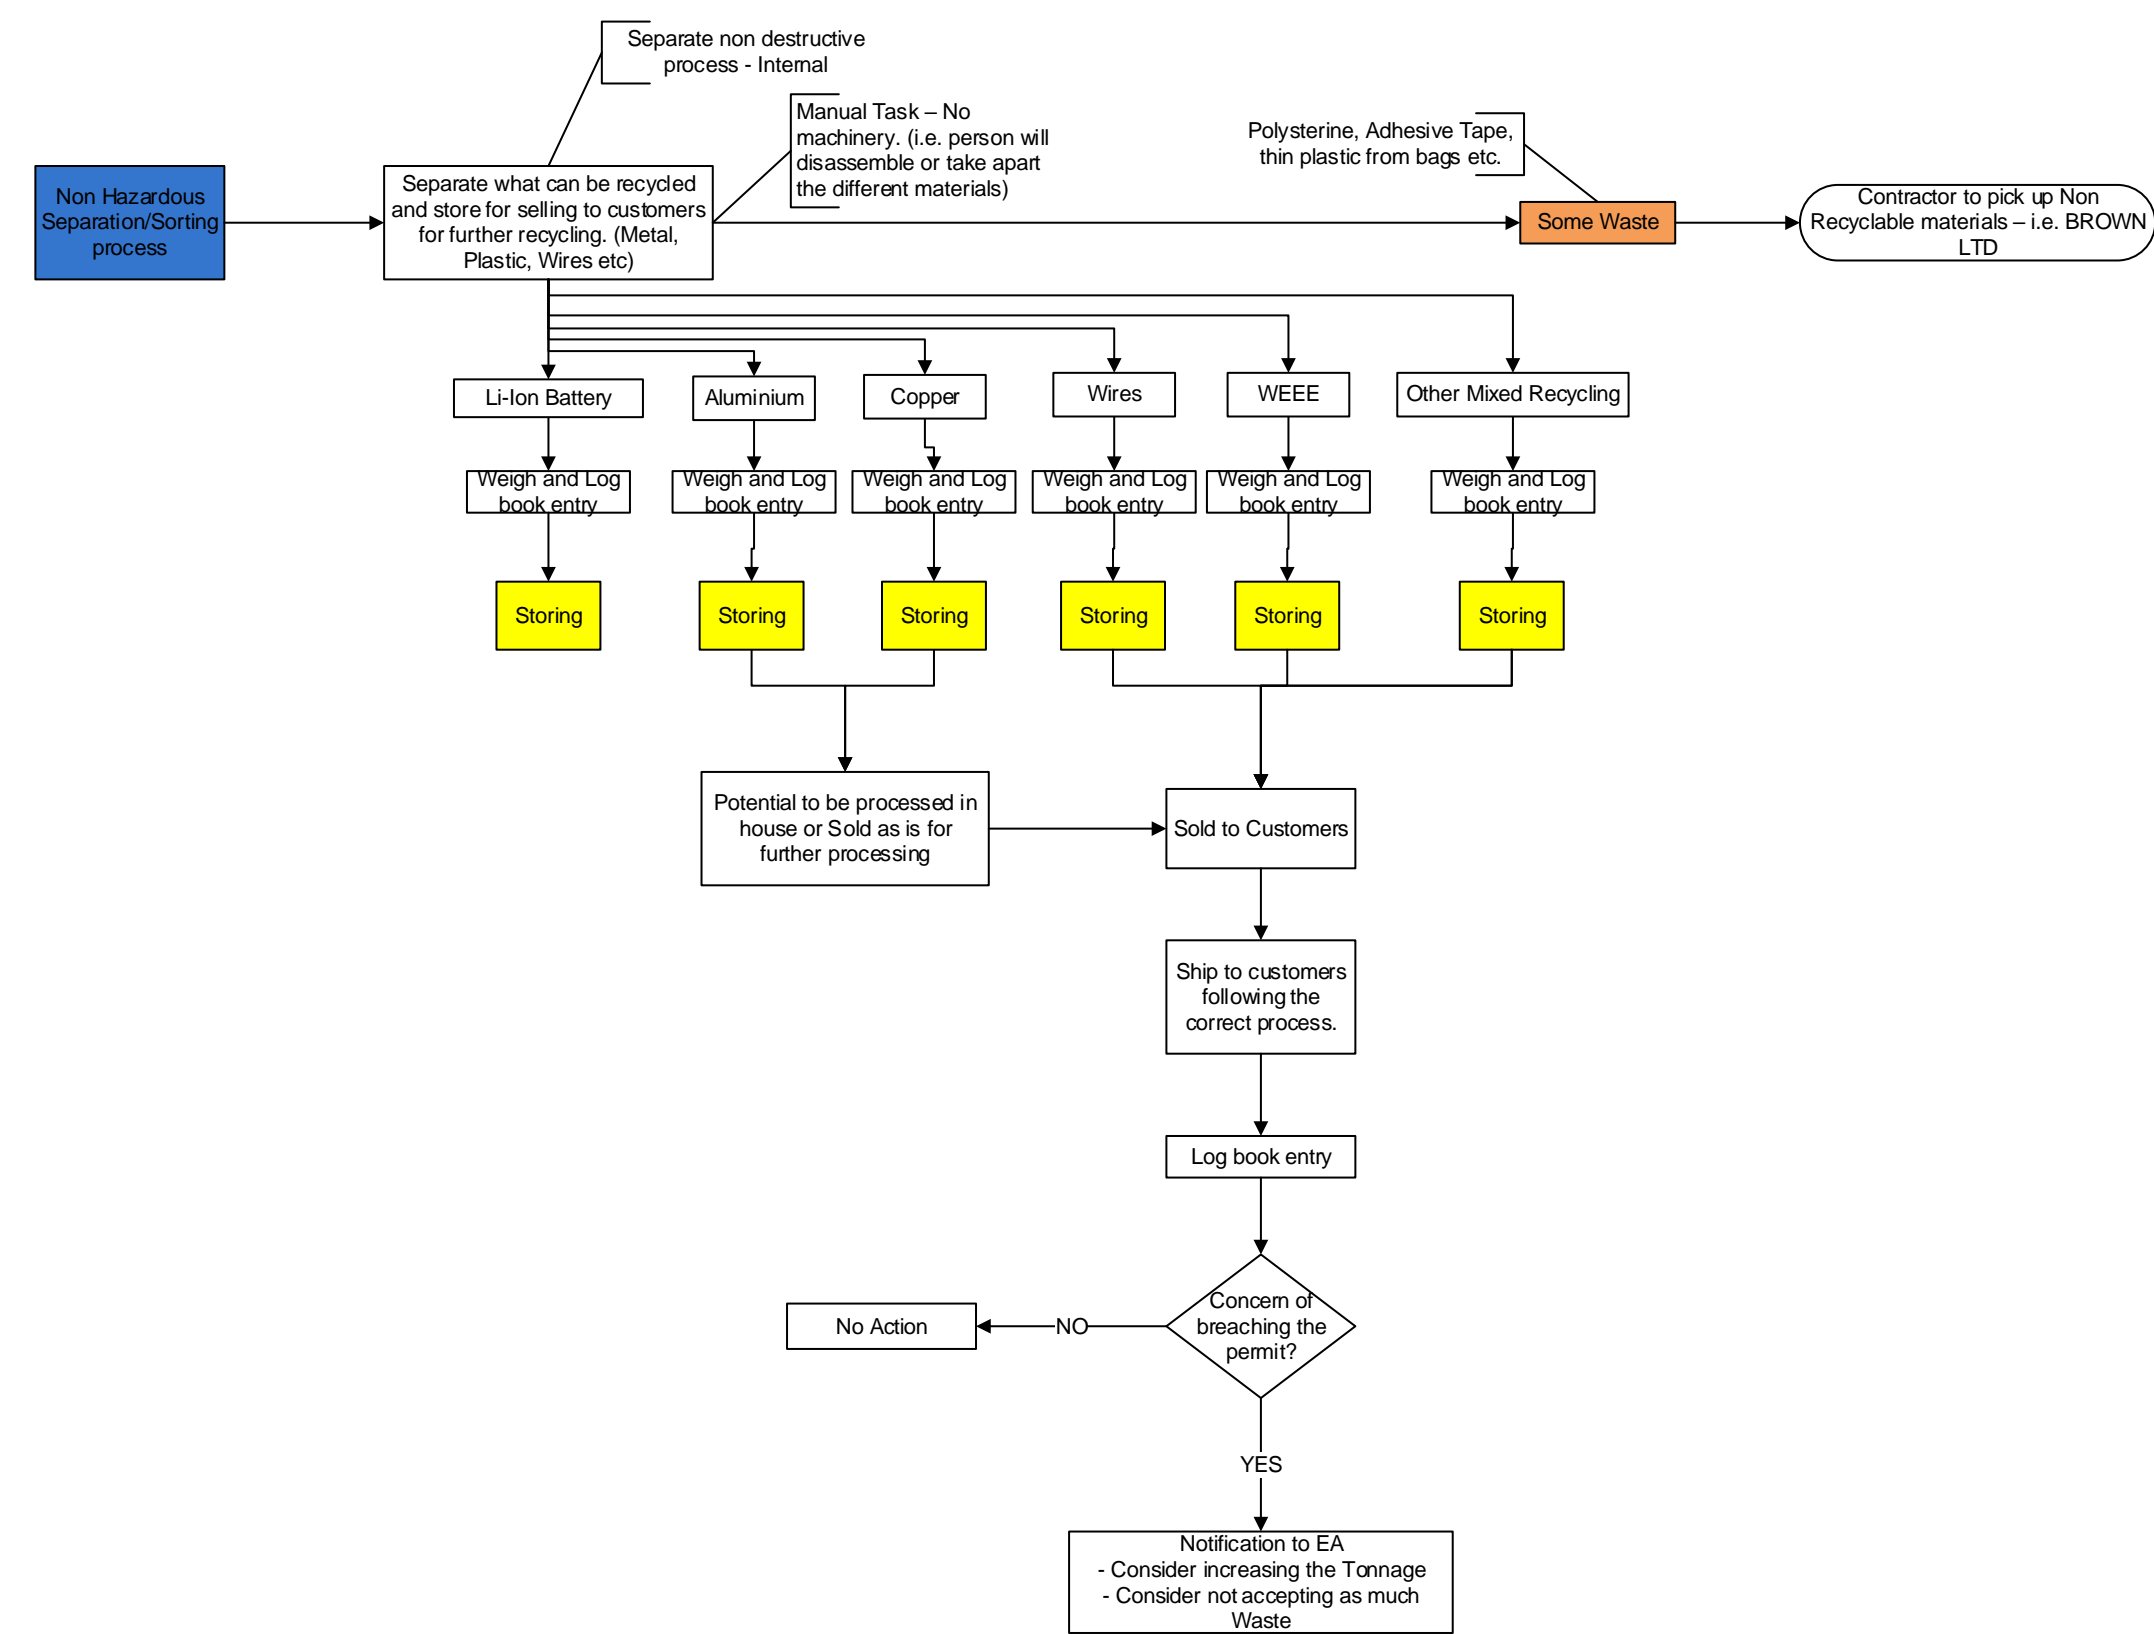 Separate non destructive
process - Internal
Manual Task – No
machinery. (i.e. person will
disassemble or take apart
the different materials)
Polysterine, Adhesive Tape,
thin plastic from bags etc.
Non Hazardous
Separation/Sorting
process
Separate what can be recycled
and store for selling to customers
for further recycling. (Metal,
Plastic, Wires etc)
Some Waste
Contractor to pick up Non
Recyclable materials – i.e. BROWN
LTD
Li-Ion Battery
Aluminium
Copper
Wires
WEEE
Other Mixed Recycling
Weigh and Log
book entry
Weigh and Log
book entry
Weigh and Log
book entry
Weigh and Log
book entry
Weigh and Log
book entry
Weigh and Log
book entry
Storing
Storing
Storing
Storing
Storing
Storing
Potential to be processed in
house or Sold as is for
further processing
Sold to Customers
Ship to customers
following the
correct process.
Log book entry
Concern of
breaching the
permit?
NO
No Action
YES
Notification to EA
- Consider increasing the Tonnage
- Consider not accepting as much
Waste